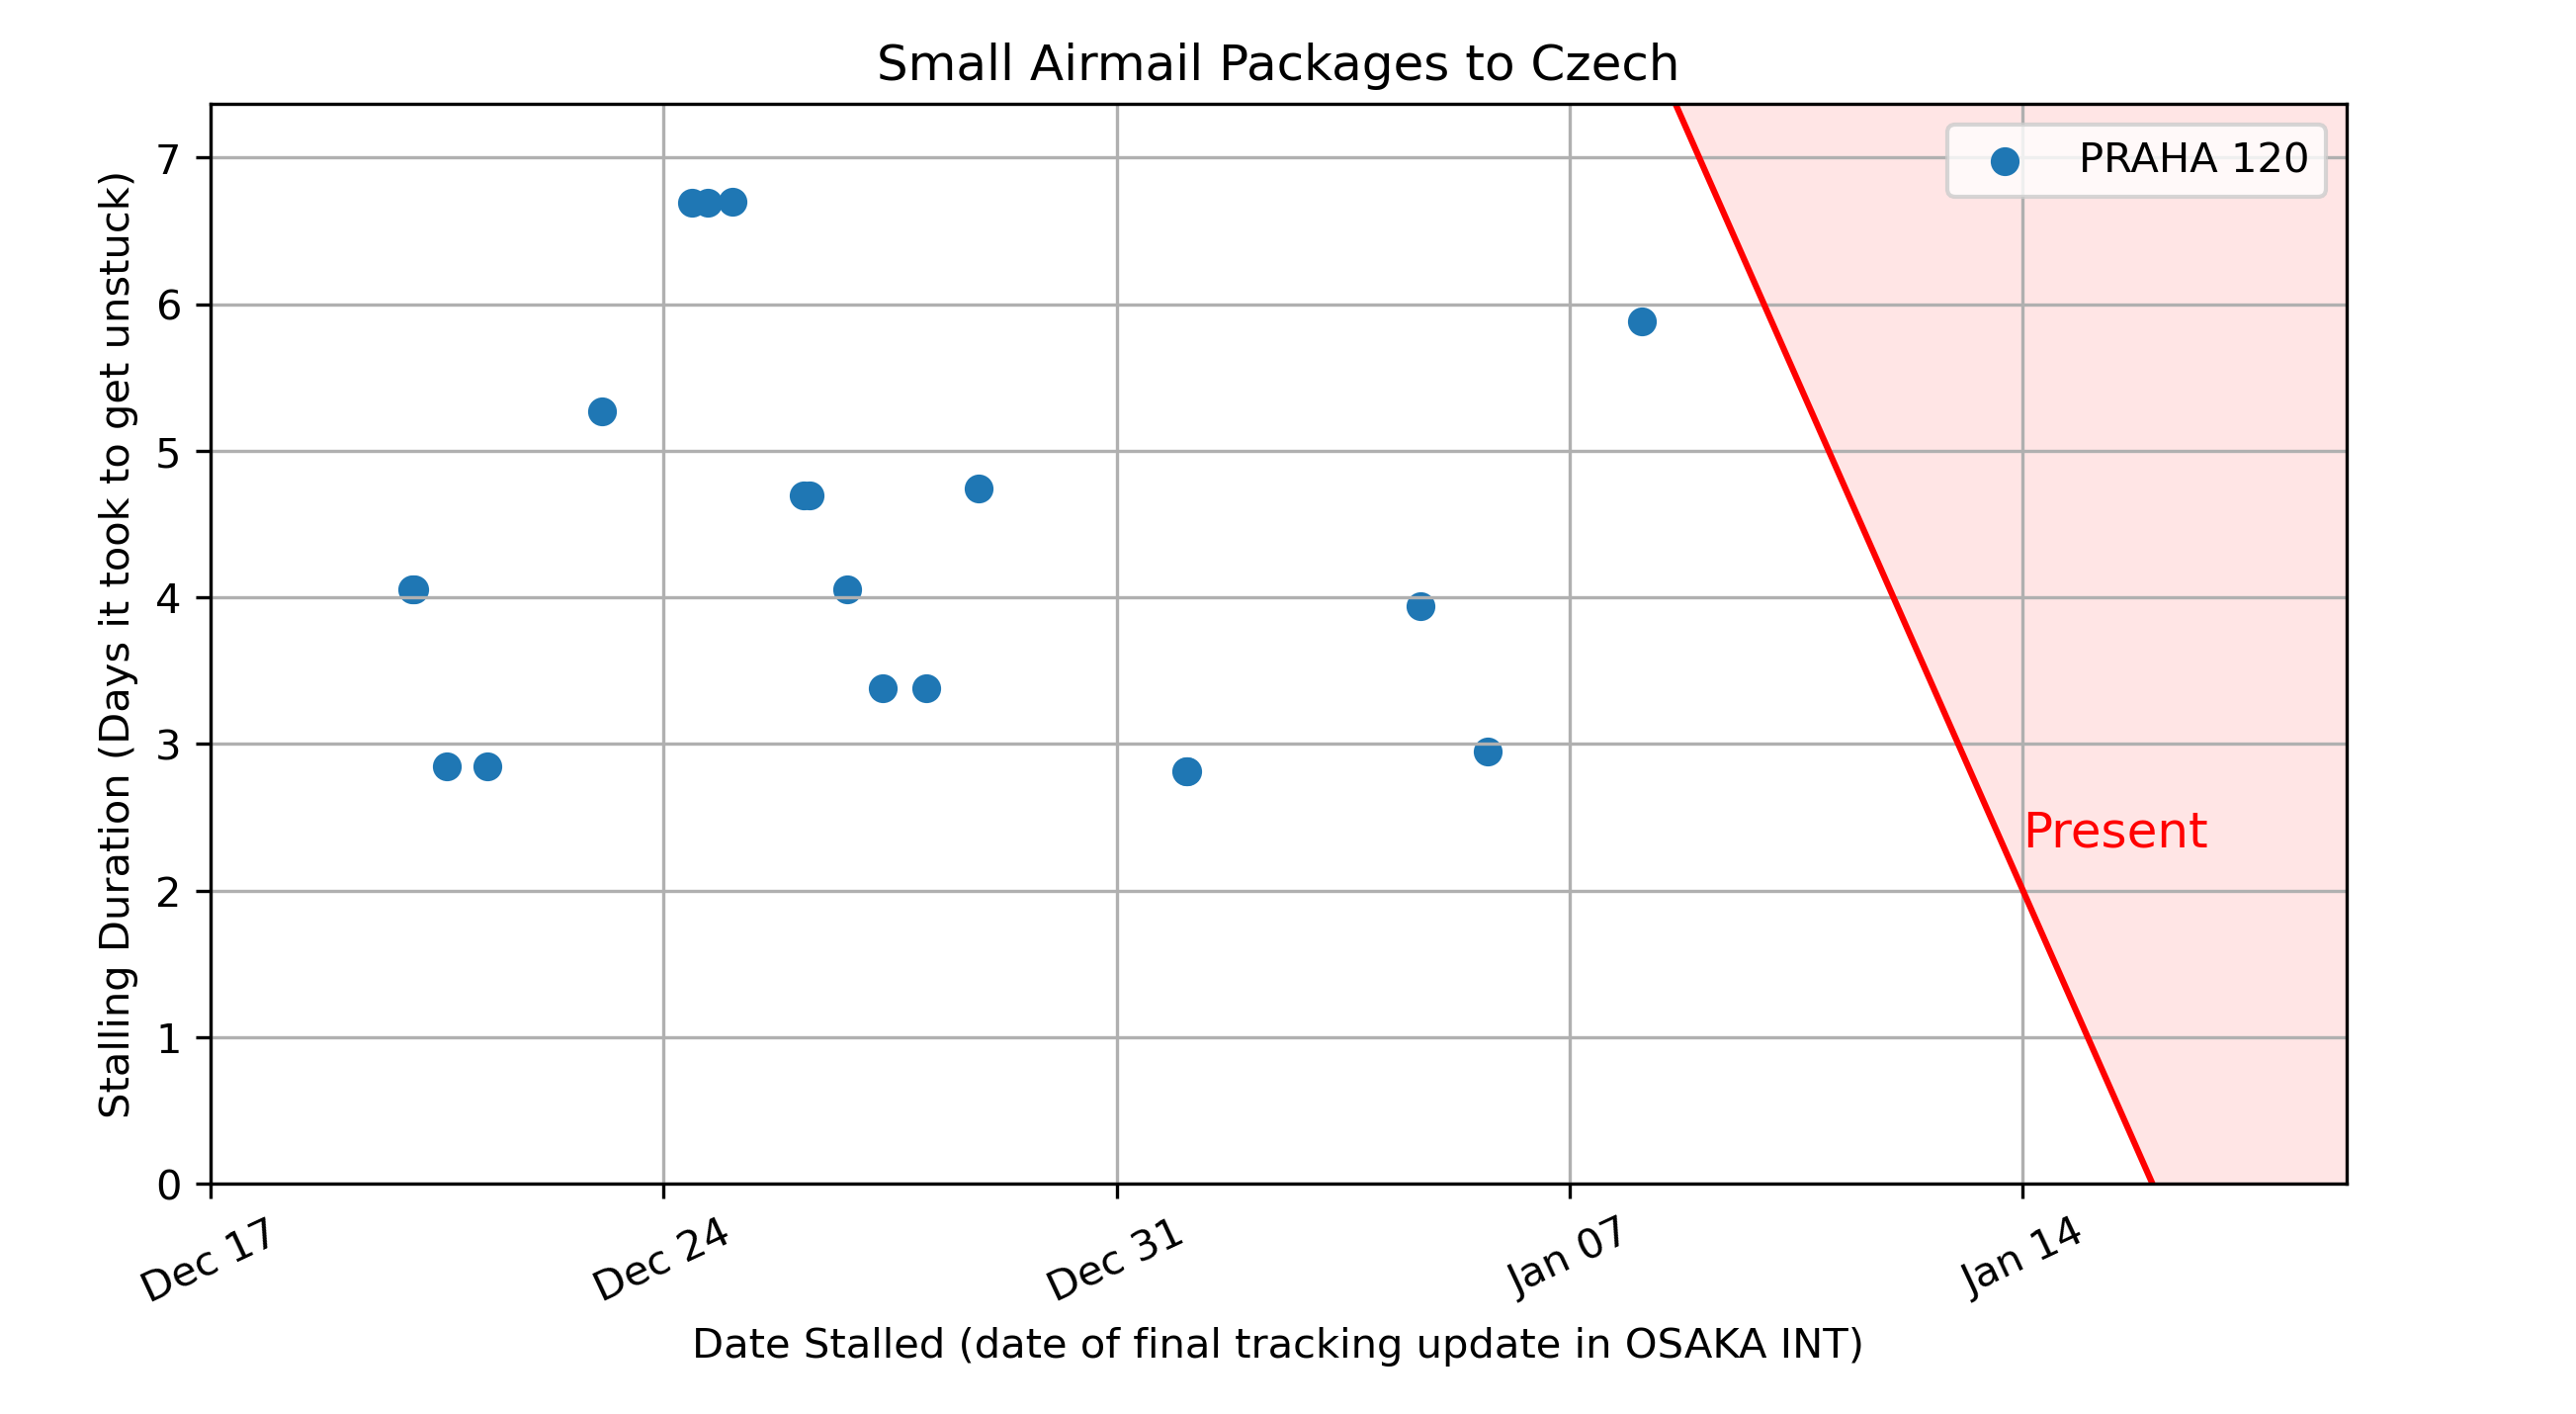 Small Airmail Packages to Czech
PRAHA 120
7
6
5
4
3
2
1
0
Stalling Duration (Days it took to get unstuck)
Present
Dec 17
Dec 24
Dec 31
Jan 07
Jan 14
Date Stalled (date of final tracking update in OSAKA INT)